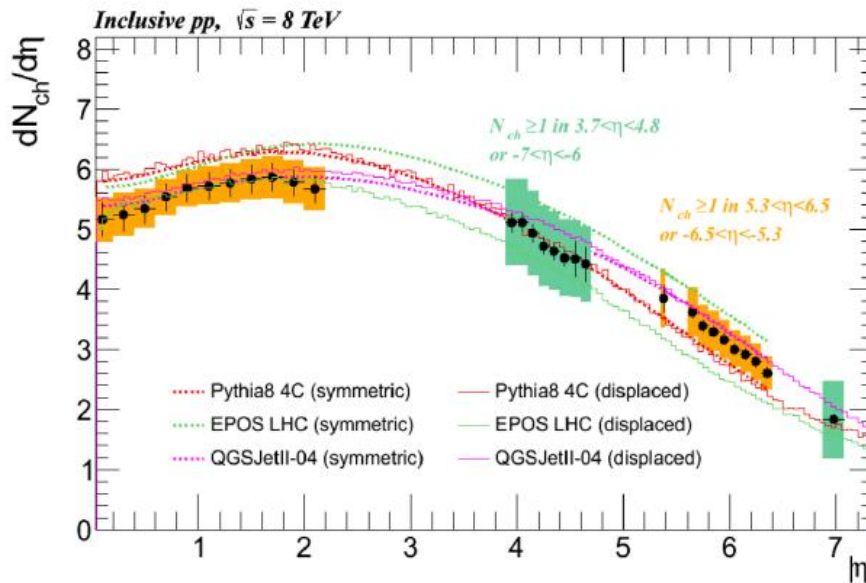 Inclusive pp, √s = 8 TeV
dN_ch/dη
8
7
6
5
4
3
2
1
0
N_ch ≥1 in 3.7<η<4.8
or -7<η<-6
N_ch ≥1 in 5.3<η<6.5
or -6.5<η<-5.3
Pythia8 4C (symmetric)
EPOS LHC (symmetric)
QGSJetII-04 (symmetric)
Pythia8 4C (displaced)
EPOS LHC (displaced)
QGSJetII-04 (displaced)
1 2 3 4 5 6 7
|η